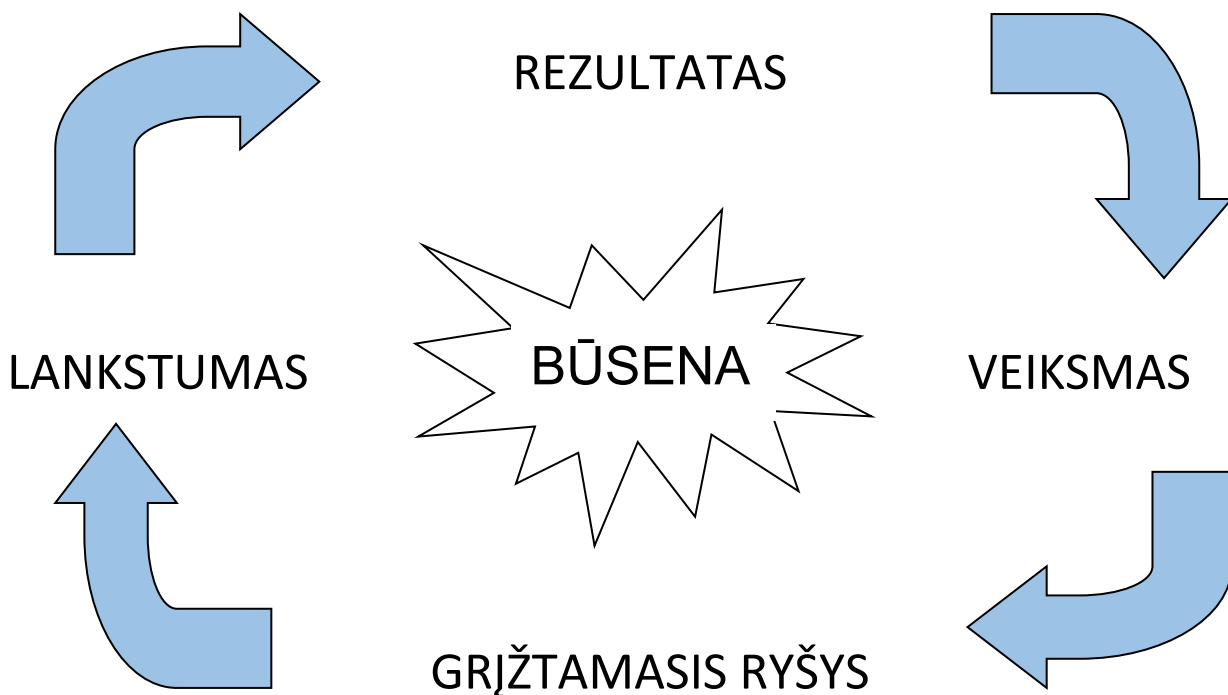 REZULTATAS
LANKSTUMAS
BŪSENA
VEIKSMAS
GRĮŽTAMASIS RYŠYS